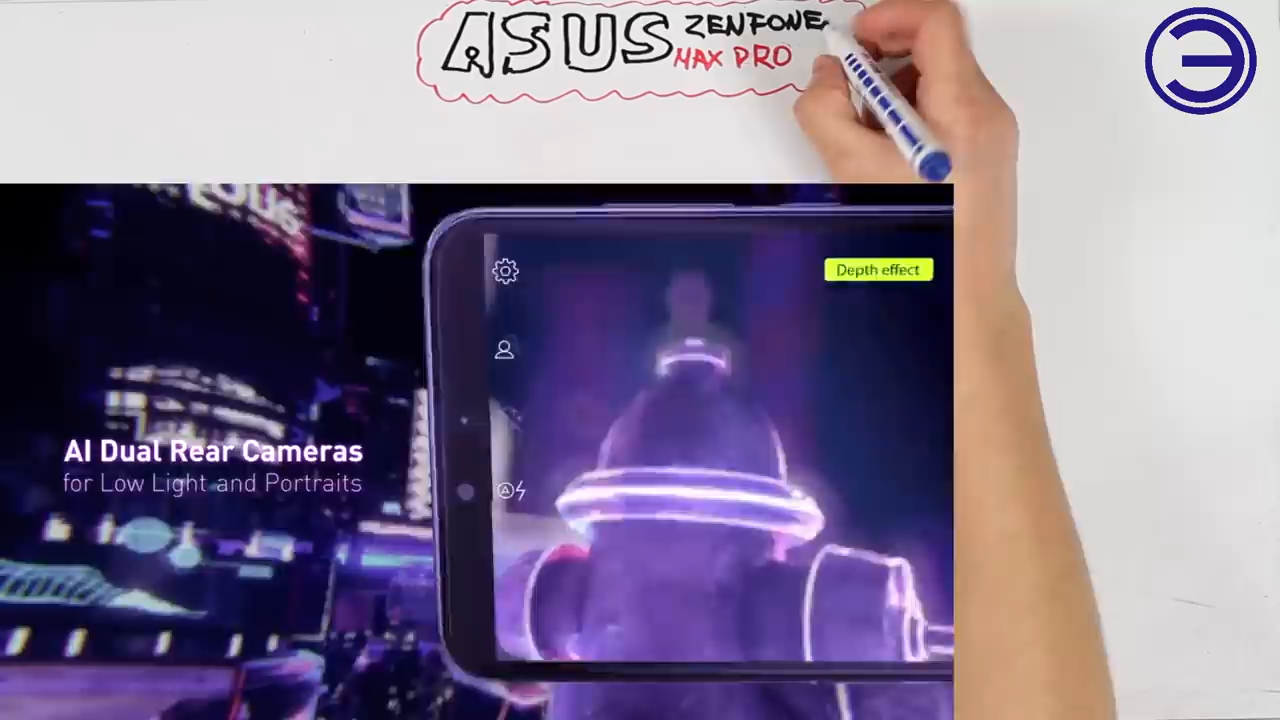 ASUS ZENFONE
MAX PRO
Э
Depth effect
AI Dual Rear Cameras
for Low Light and Portraits